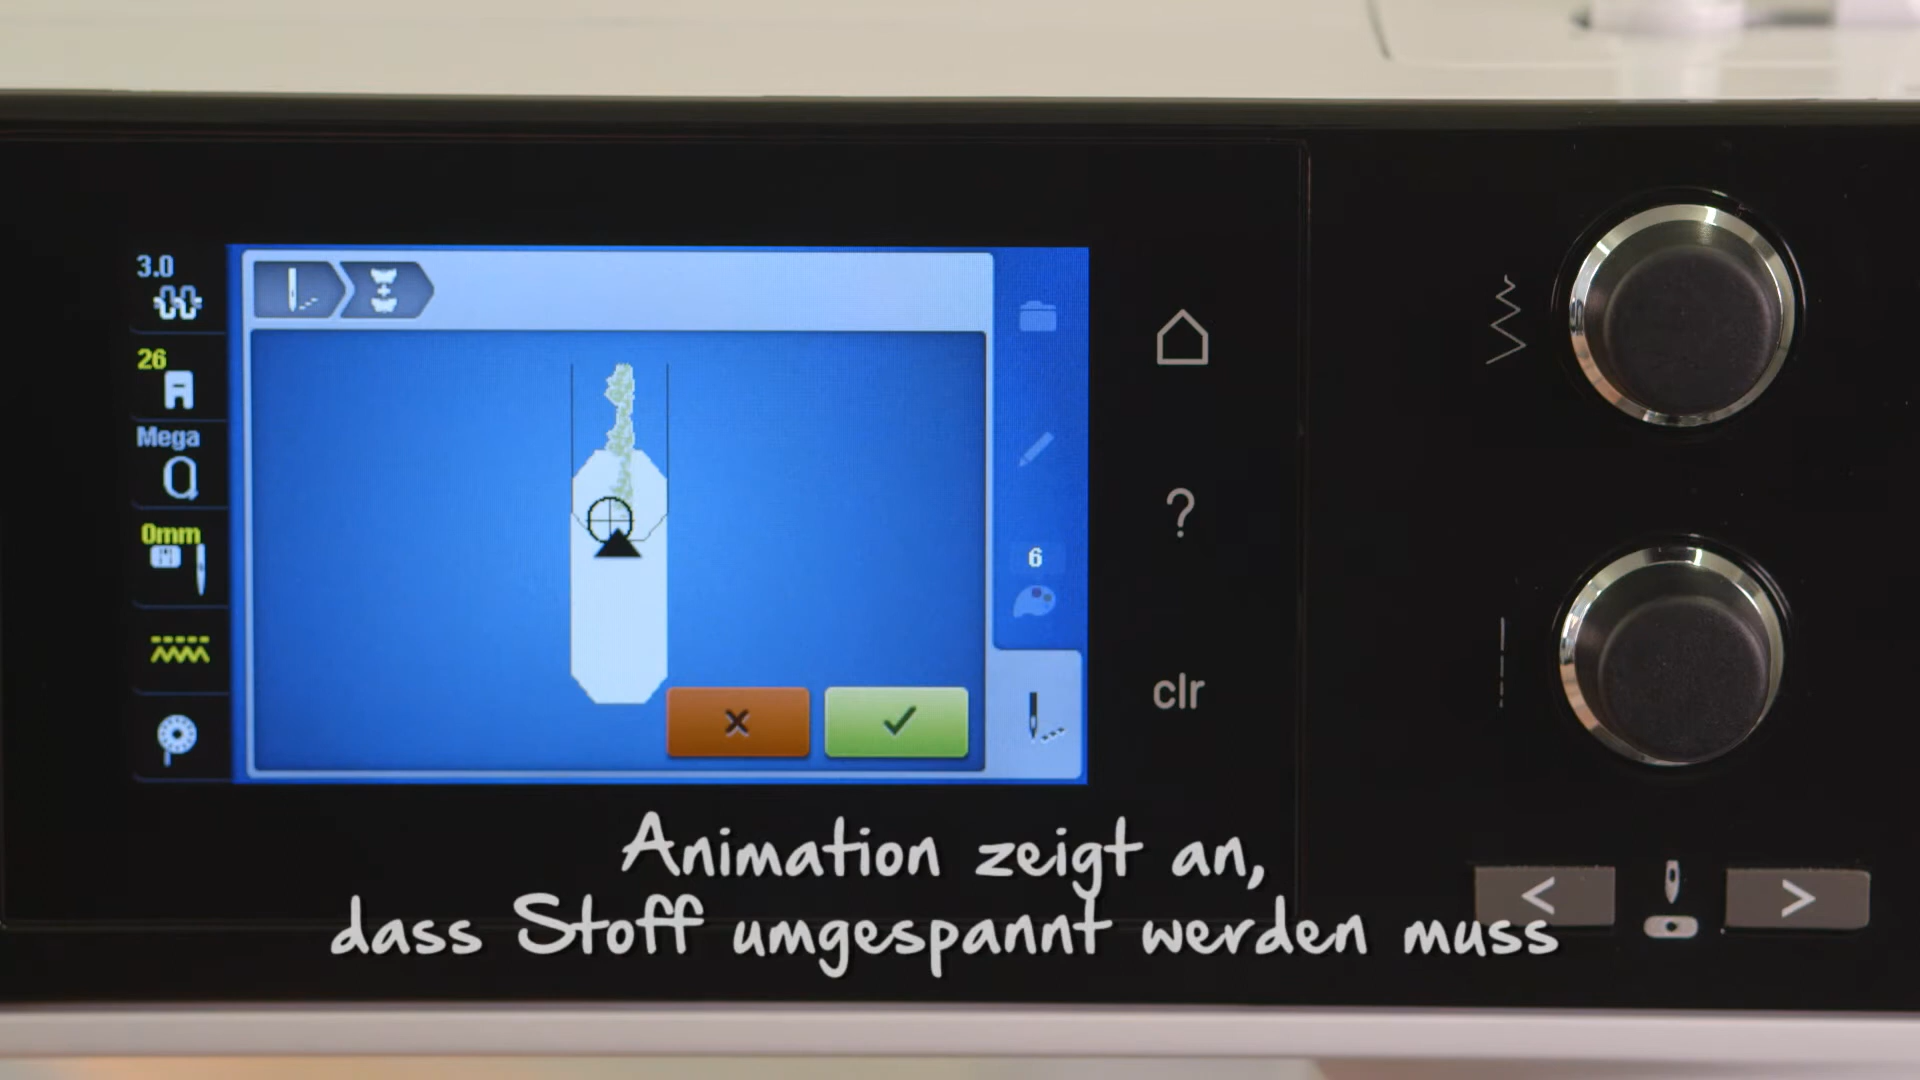 3.0
26
Mega
0mm
6
?
clr
< >
Animation zeigt an,
dass Stoff umgespannt werden muss